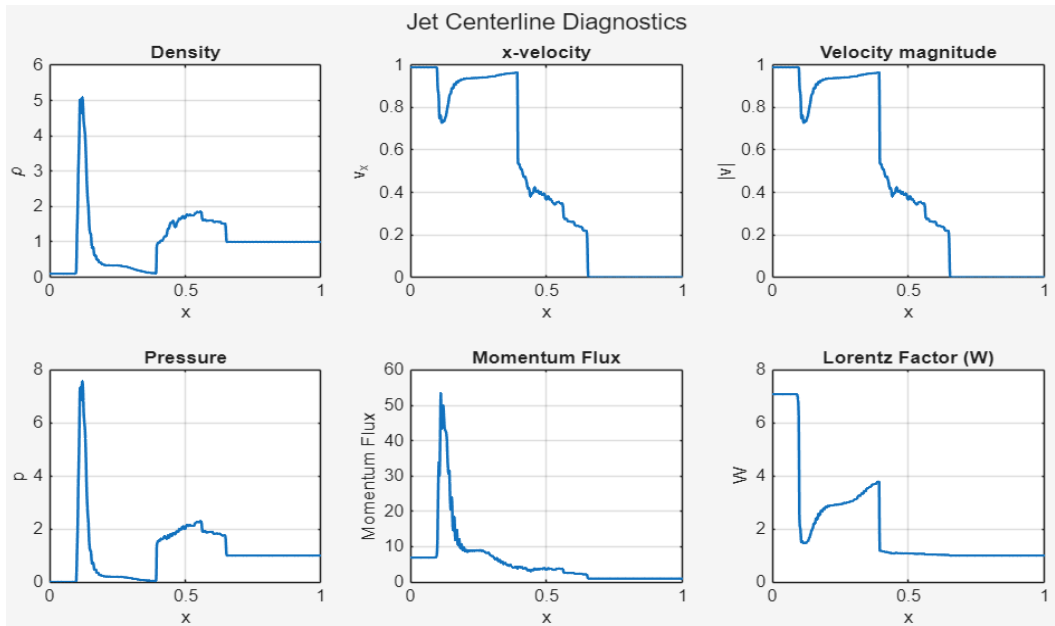 Jet Centerline Diagnostics
Density
x-velocity
Velocity magnitude
6
5
4
3
2
1
0
ρ
0
0.5
1
x
1
0.8
0.6
0.4
0.2
0
vₓ
0
0.5
1
x
1
0.8
0.6
0.4
0.2
0
|v|
0
0.5
1
x
Pressure
Momentum Flux
Lorentz Factor (W)
8
6
4
2
0
p
0
0.5
1
x
60
50
40
30
20
10
0
Momentum Flux
0
0.5
1
x
8
6
4
2
0
W
0
0.5
1
x